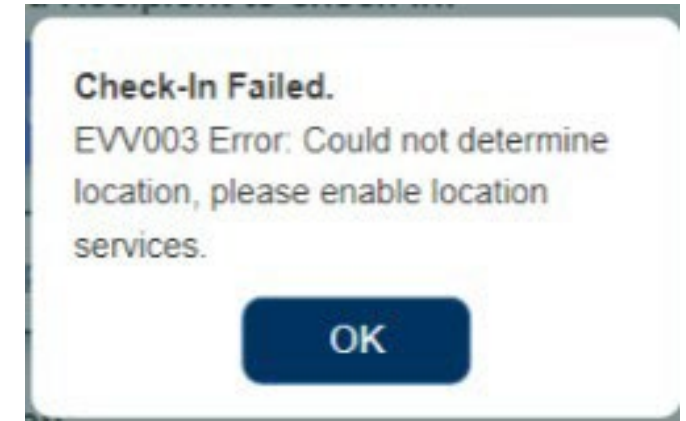 Check-In Failed.
EVV003 Error: Could not determine
location, please enable location
services.
OK